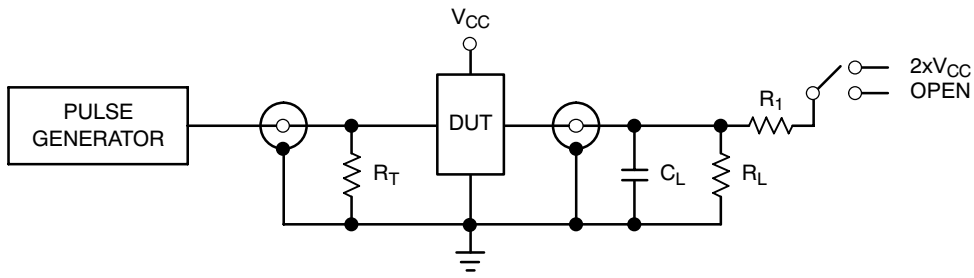 V_CC
2xV_CC
OPEN
R_1
PULSE
GENERATOR
DUT
R_T
C_L
R_L